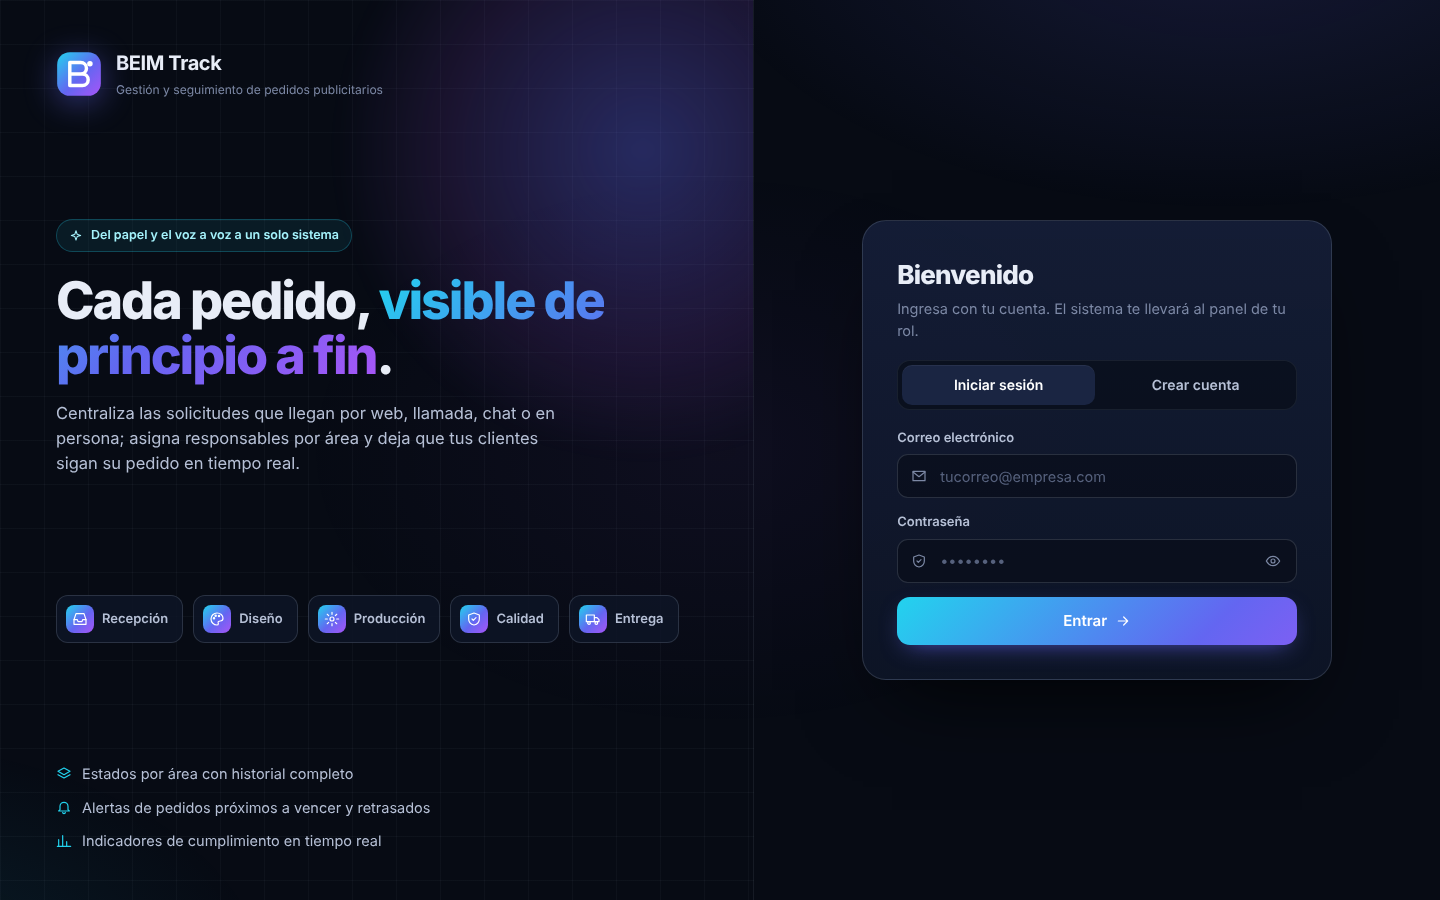 BEIM Track
Gestión y seguimiento de pedidos publicitarios
Del papel y el voz a voz a un solo sistema
Cada pedido, visible de
principio a fin.
Centraliza las solicitudes que llegan por web, llamada, chat o en
persona; asigna responsables por área y deja que tus clientes
sigan su pedido en tiempo real.
Recepción
Diseño
Producción
Calidad
Entrega
Estados por área con historial completo
Alertas de pedidos próximos a vencer y retrasados
Indicadores de cumplimiento en tiempo real
Bienvenido
Ingresa con tu cuenta. El sistema te llevará al panel de tu
rol.
Iniciar sesión
Crear cuenta
Correo electrónico
tucorreo@empresa.com
Contraseña
••••••••
Entrar →